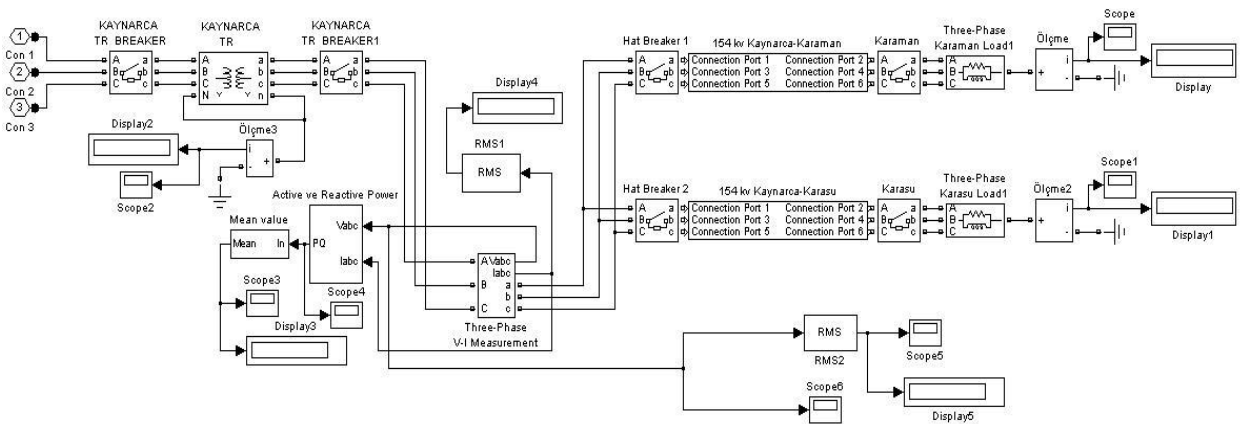 KAYNARCA
TR BREAKER
KAYNARCA
TR
KAYNARCA
TR BREAKER1
1
Con 1
2
Con 2
3
Con 3
A a
B b
C c
A a
B b
C c
N Y Y n
A a
B b
C c
Display2
Scope2
Ölçme3
i
-
+
Display4
RMS1
RMS
Active ve Reactive Power
Vabc
PQ
Iabc
Mean value
Mean In
Scope3
Scope4
Display3
A Vabc
Iabc
B a
b
C c
Three-Phase
V-I Measurement
Hat Breaker 1
A a
B b
C c
154 kv Kaynarca-Karaman
Connection Port 1 Connection Port 2
Connection Port 3 Connection Port 4
Connection Port 5 Connection Port 6
Karaman
A a
B b
C c
Three-Phase
Karaman Load1
A
B
C
Ölçme
i
+
-
Scope
Display
Hat Breaker 2
A a
B b
C c
154 kv Kaynarca-Karasu
Connection Port 1 Connection Port 2
Connection Port 3 Connection Port 4
Connection Port 5 Connection Port 6
Karasu
A a
B b
C c
Three-Phase
Karasu Load1
A
B
C
Ölçme2
i
+
-
Scope1
Display1
RMS
RMS2
Scope5
Scope6
Display5